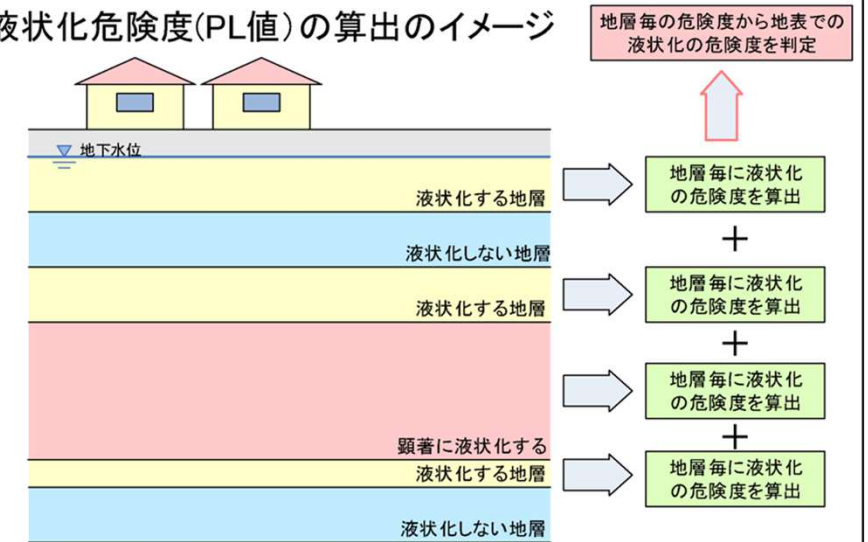 液状化危険度(PL値)の算出のイメージ
地層毎の危険度から地表での
液状化の危険度を判定
地下水位
液状化する地層
地層毎に液状化
の危険度を算出
+
液状化しない地層
液状化する地層
地層毎に液状化
の危険度を算出
+
顕著に液状化する
地層毎に液状化
の危険度を算出
+
液状化する地層
地層毎に液状化
の危険度を算出
液状化しない地層